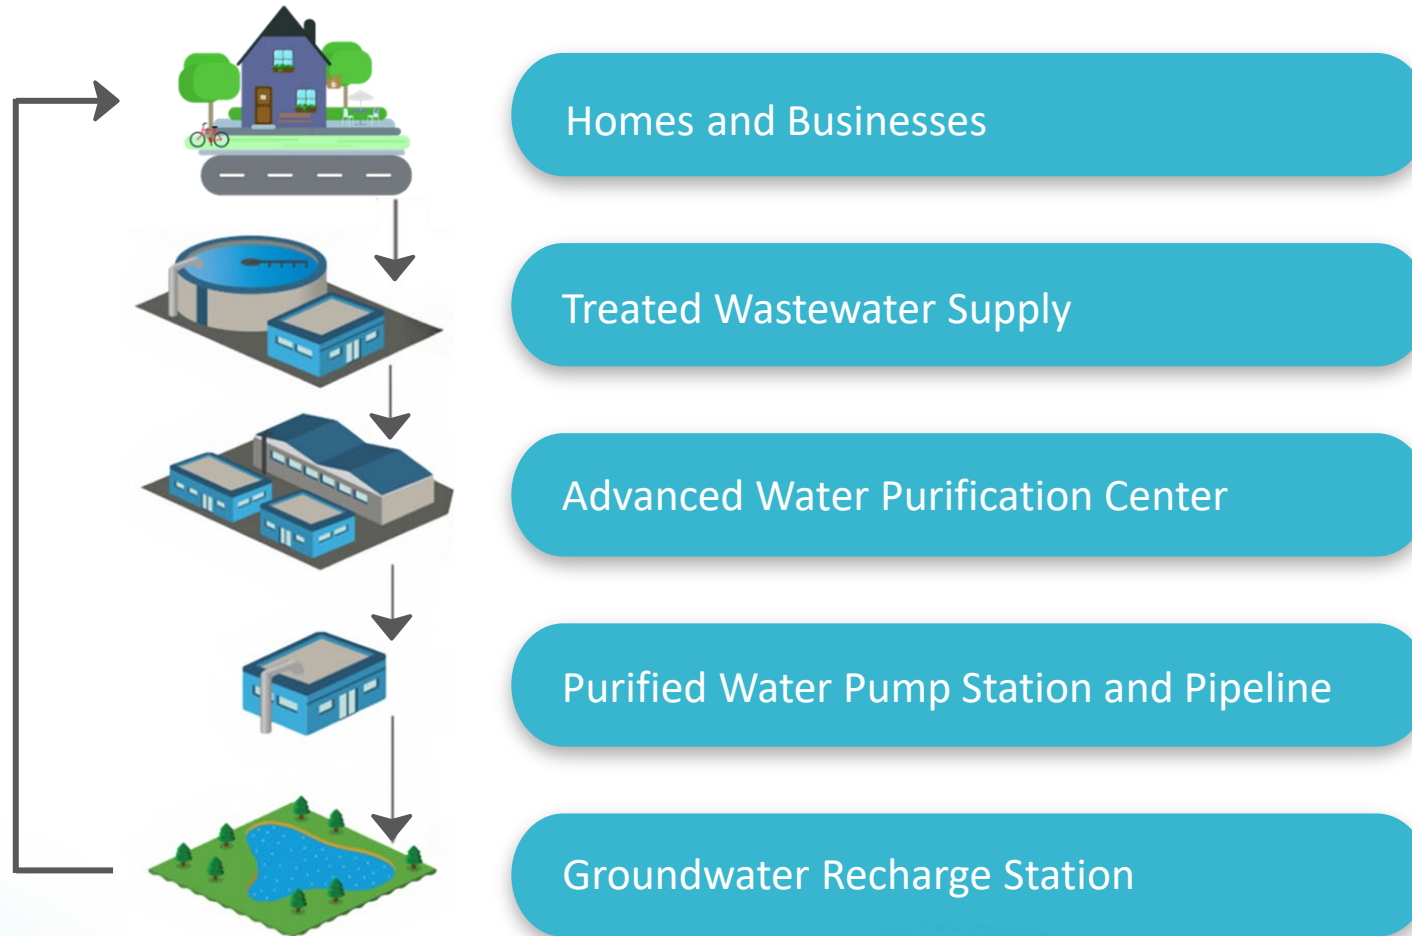 Homes and Businesses
Treated Wastewater Supply
Advanced Water Purification Center
Purified Water Pump Station and Pipeline
Groundwater Recharge Station